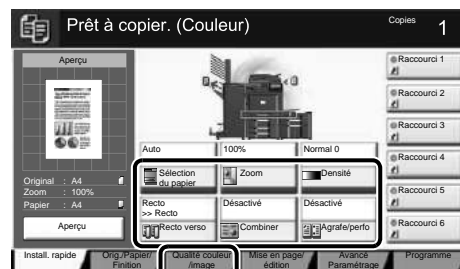 Prêt à copier. (Couleur)
Copies
1
Aperçu
Original : A4
Zoom : 100%
Papier : A4
Aperçu
Auto
100%
Normal 0
Sélection du papier
Zoom
Densité
Recto >> Recto
Désactivé
Désactivé
Recto verso
Combiner
Agrafe/perfo
Raccourci 1
Raccourci 2
Raccourci 3
Raccourci 4
Raccourci 5
Raccourci 6
Install. rapide
Orig./Papier/
Finition
Qualité couleur
/image
Mise en page/
édition
Avancé
Paramétrage
Programme